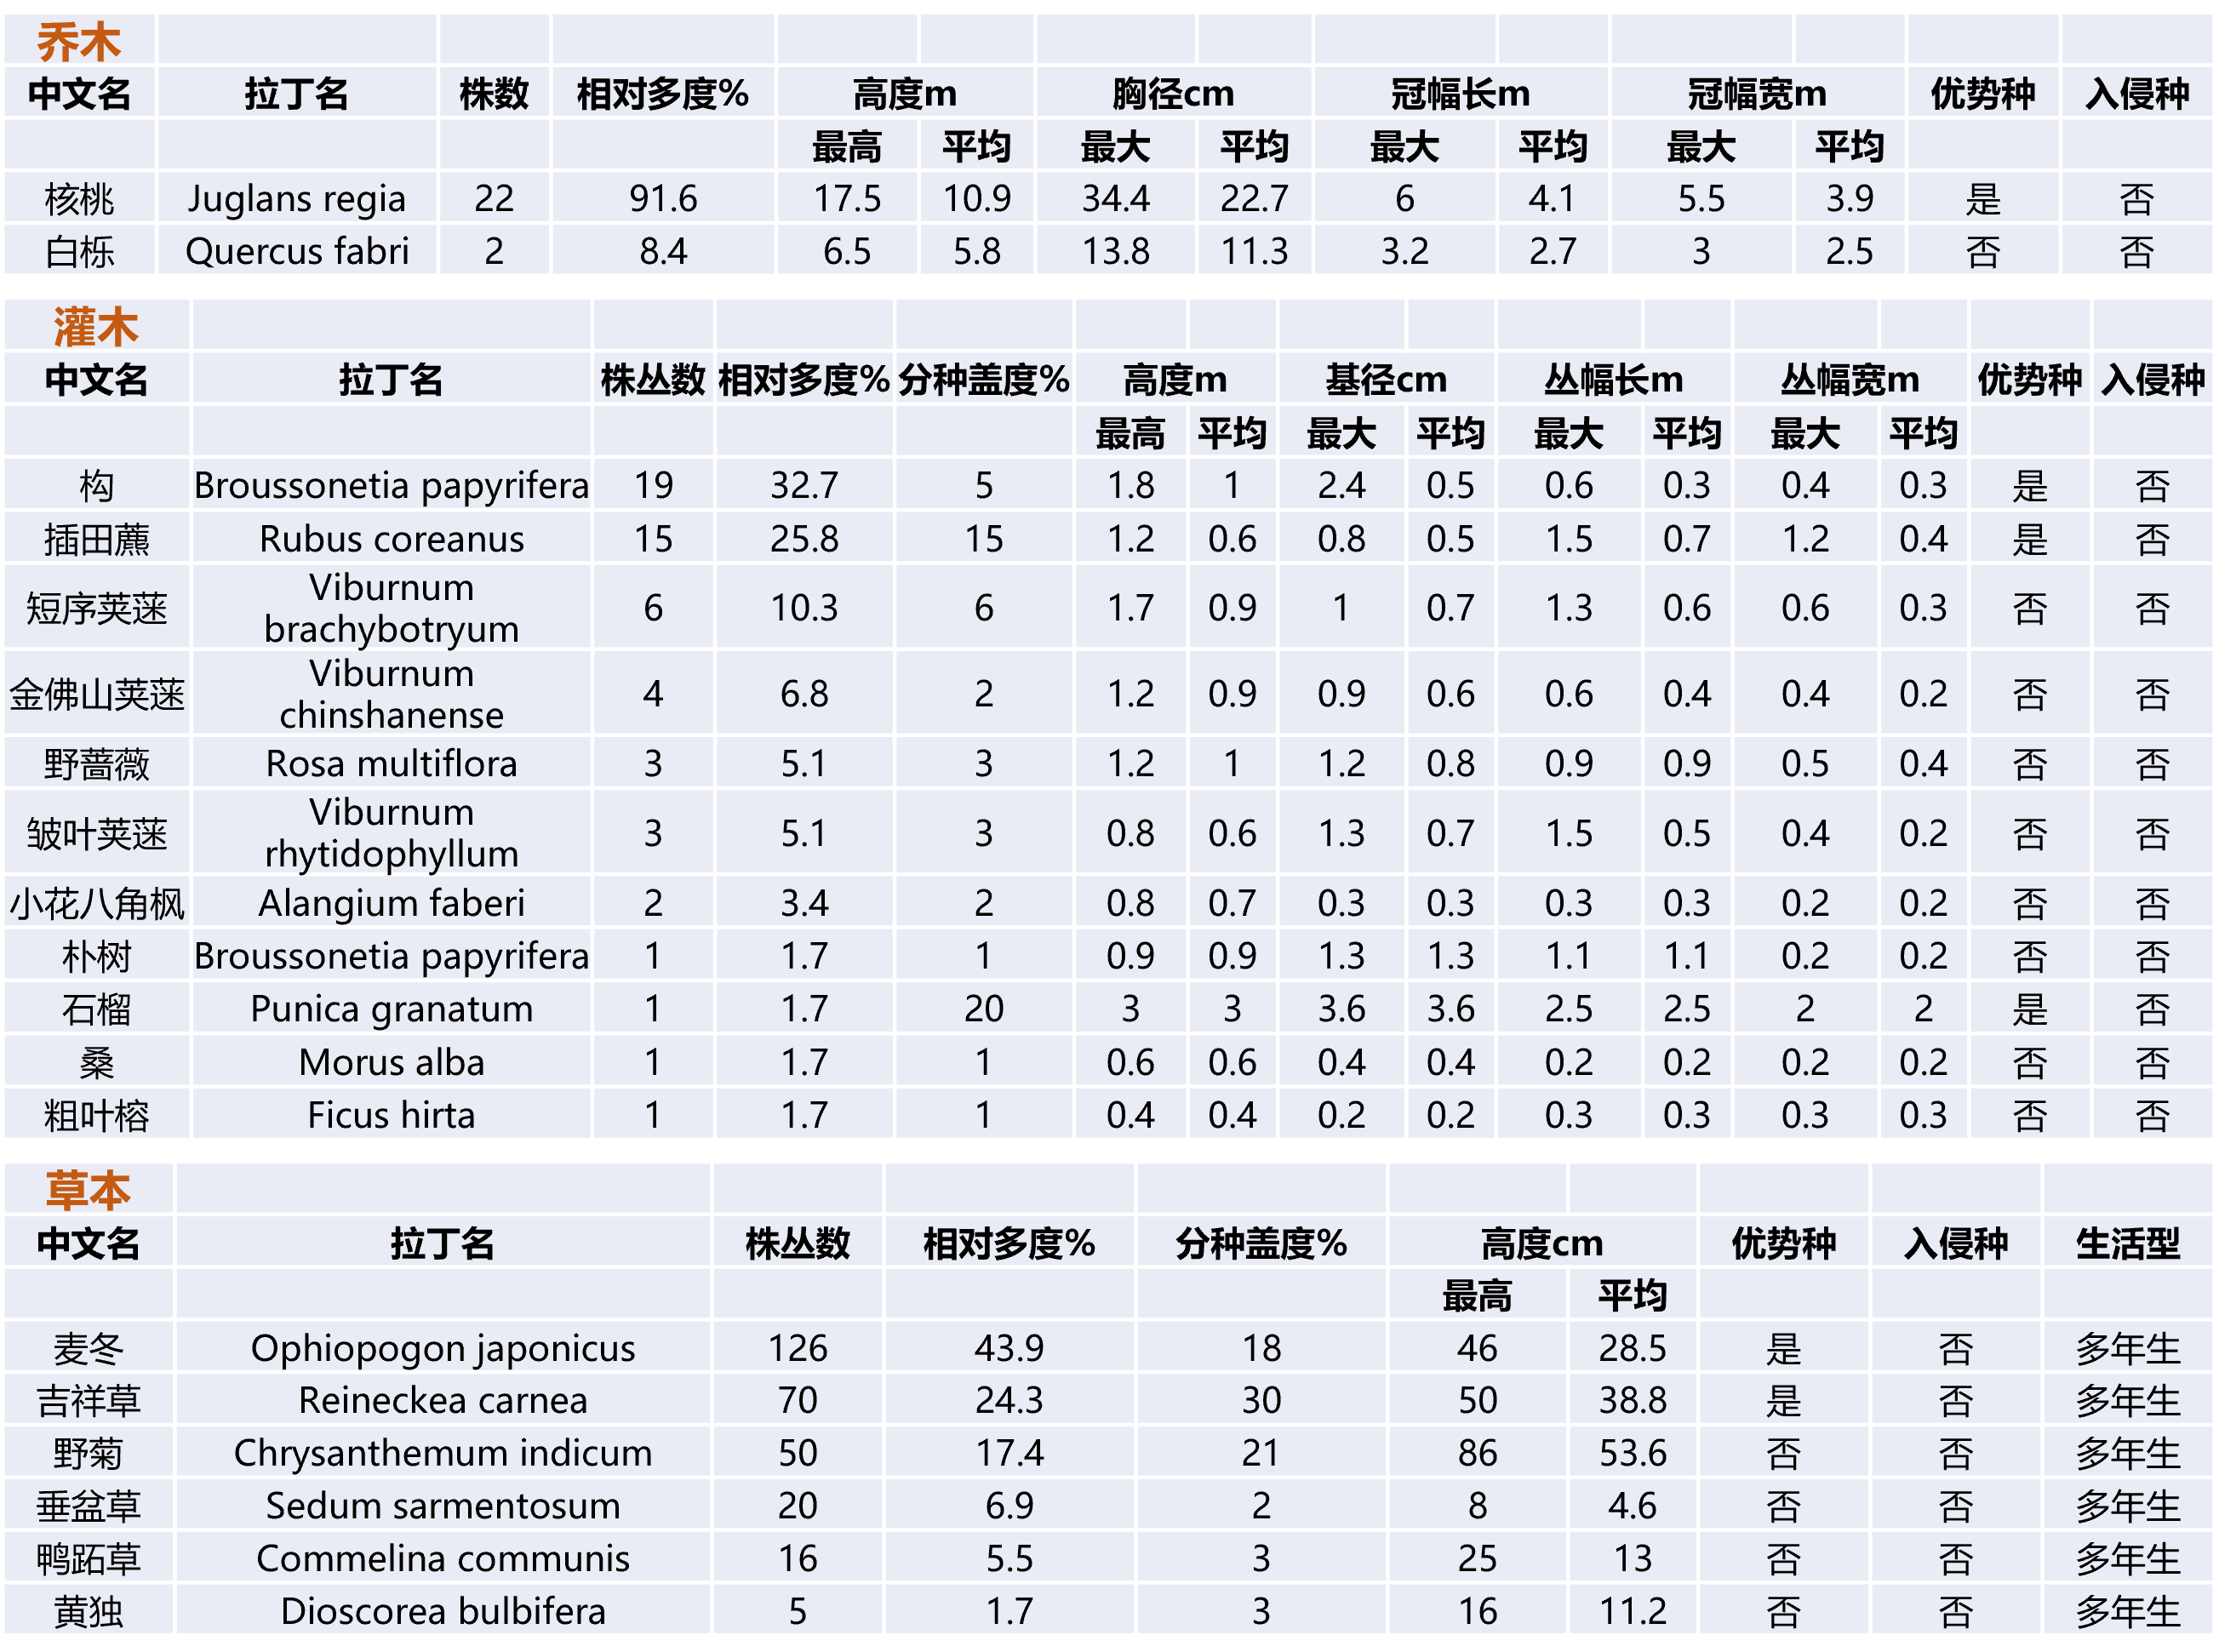 乔木
中文名 拉丁名 株数 相对多度% 高度m 胸径cm 冠幅长m 冠幅宽m 优势种 入侵种
最高 平均 最大 平均 最大 平均 最大 平均
核桃 Juglans regia 22 91.6 17.5 10.9 34.4 22.7 6 4.1 5.5 3.9 是 否
白栎 Quercus fabri 2 8.4 6.5 5.8 13.8 11.3 3.2 2.7 3 2.5 否 否
灌木
中文名 拉丁名 株丛数 相对多度% 分种盖度% 高度m 基径cm 丛幅长m 丛幅宽m 优势种 入侵种
最高 平均 最大 平均 最大 平均 最大 平均
构 Broussonetia papyrifera 19 32.7 5 1.8 1 2.4 0.5 0.6 0.3 0.4 0.3 是 否
插田藨 Rubus coreanus 15 25.8 15 1.2 0.6 0.8 0.5 1.5 0.7 1.2 0.4 是 否
短序荚蒾 Viburnum
brachybotryum 6 10.3 6 1.7 0.9 1 0.7 1.3 0.6 0.6 0.3 否 否
金佛山荚蒾 Viburnum
chinshanense 4 6.8 2 1.2 0.9 0.9 0.6 0.6 0.4 0.4 0.2 否 否
野蔷薇 Rosa multiflora 3 5.1 3 1.2 1 1.2 0.8 0.9 0.9 0.5 0.4 否 否
皱叶荚蒾 Viburnum
rhytidophyllum 3 5.1 3 0.8 0.6 1.3 0.7 1.5 0.5 0.4 0.2 否 否
小花八角枫 Alangium faberi 2 3.4 2 0.8 0.7 0.3 0.3 0.3 0.3 0.2 0.2 否 否
朴树 Broussonetia papyrifera 1 1.7 1 0.9 0.9 1.3 1.3 1.1 1.1 0.2 0.2 否 否
石榴 Punica granatum 1 1.7 20 3 3 3.6 3.6 2.5 2.5 2 2 是 否
桑 Morus alba 1 1.7 1 0.6 0.6 0.4 0.4 0.2 0.2 0.2 0.2 否 否
粗叶榕 Ficus hirta 1 1.7 1 0.4 0.4 0.2 0.2 0.3 0.3 0.3 0.3 否 否
草本
中文名 拉丁名 株丛数 相对多度% 分种盖度% 高度cm 优势种 入侵种 生活型
最高 平均
麦冬 Ophiopogon japonicus 126 43.9 18 46 28.5 是 否 多年生
吉祥草 Reineckea carnea 70 24.3 30 50 38.8 是 否 多年生
野菊 Chrysanthemum indicum 50 17.4 21 86 53.6 否 否 多年生
垂盆草 Sedum sarmentosum 20 6.9 2 8 4.6 否 否 多年生
鸭跖草 Commelina communis 16 5.5 3 25 13 否 否 多年生
黄独 Dioscorea bulbifera 5 1.7 3 16 11.2 否 否 多年生